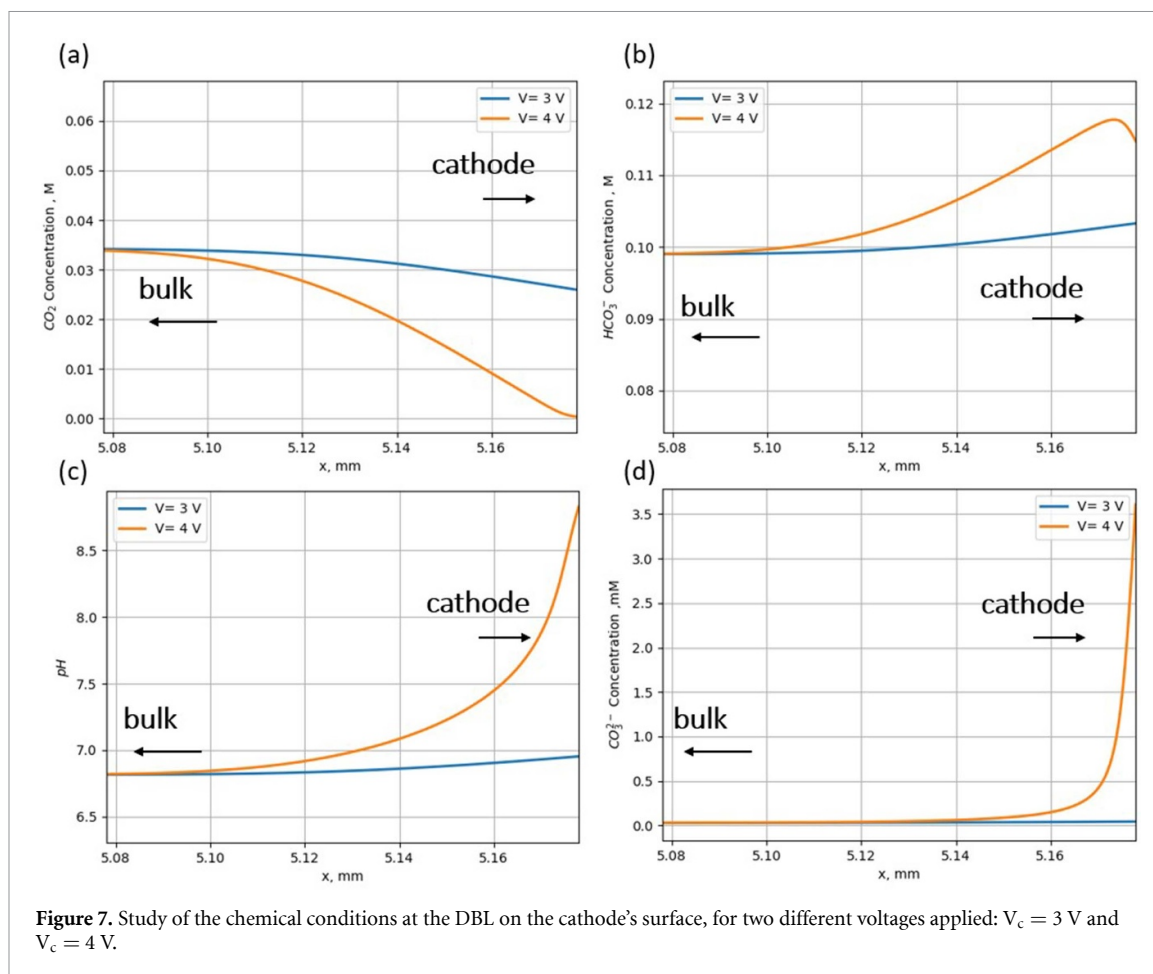 (a)
V= 3 V
V= 4 V
cathode
bulk
CO₂ Concentration , M
0.06
0.05
0.04
0.03
0.02
0.01
0.00
5.08 5.10 5.12 5.14 5.16
x, mm
(b)
V= 3 V
V= 4 V
cathode
bulk
HCO₃⁻ Concentration , M
0.12
0.11
0.10
0.09
0.08
5.08 5.10 5.12 5.14 5.16
x, mm
(c)
V= 3 V
V= 4 V
cathode
bulk
pH
8.5
8.0
7.5
7.0
6.5
5.08 5.10 5.12 5.14 5.16
x, mm
(d)
V= 3 V
V= 4 V
cathode
bulk
CO₃²⁻ Concentration ,mM
3.5
3.0
2.5
2.0
1.5
1.0
0.5
0.0
5.08 5.10 5.12 5.14 5.16
x, mm
Figure 7. Study of the chemical conditions at the DBL on the cathode’s surface, for two different voltages applied: V_c = 3 V and
V_c = 4 V.